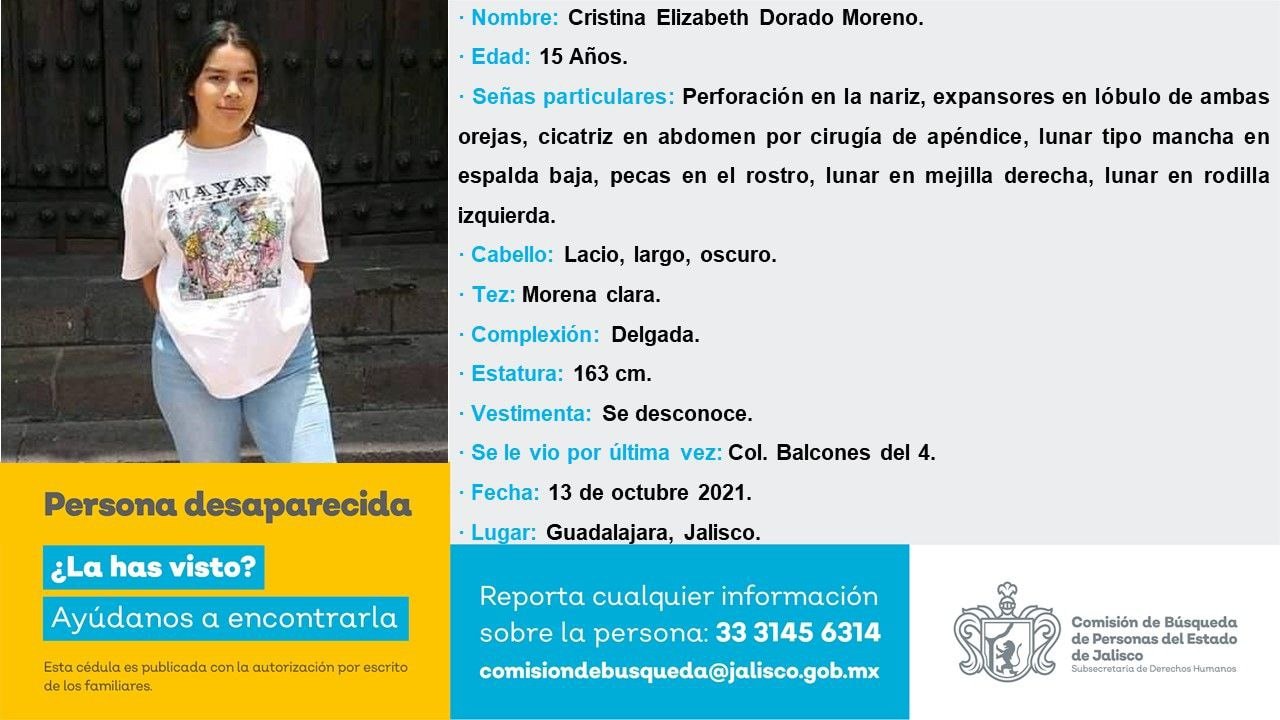 MAYAN
· Nombre: Cristina Elizabeth Dorado Moreno.
· Edad: 15 Años.
· Señas particulares: Perforación en la nariz, expansores en lóbulo de ambas
orejas, cicatriz en abdomen por cirugía de apéndice, lunar tipo mancha en
espalda baja, pecas en el rostro, lunar en mejilla derecha, lunar en rodilla
izquierda.
· Cabello: Lacio, largo, oscuro.
· Tez: Morena clara.
· Complexión: Delgada.
· Estatura: 163 cm.
· Vestimenta: Se desconoce.
· Se le vio por última vez: Col. Balcones del 4.
· Fecha: 13 de octubre 2021.
· Lugar: Guadalajara, Jalisco.
Persona desaparecida
¿La has visto?
Ayúdanos a encontrarla
Esta cédula es publicada con la autorización por escrito
de los familiares.
Reporta cualquier información
sobre la persona: 33 3145 6314
comisiondebusqueda@jalisco.gob.mx
Comisión de Búsqueda
de Personas del Estado
de Jalisco
Subsecretaría de Derechos Humanos